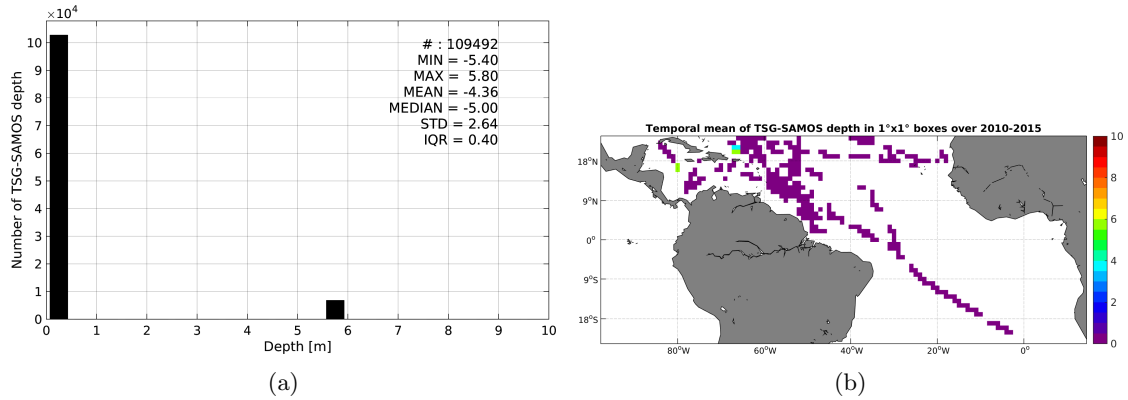 ×10⁴
10
9
8
7
6
5
4
3
2
1
0
Number of TSG-SAMOS depth
# : 109492
MIN = -5.40
MAX = 5.80
MEAN = -4.36
MEDIAN = -5.00
STD = 2.64
IQR = 0.40
0 1 2 3 4 5 6 7 8 9 10
Depth [m]
(a)
Temporal mean of TSG-SAMOS depth in 1°x1° boxes over 2010-2015
18°N
9°N
0°
9°S
18°S
80°W 60°W 40°W 20°W 0°
10
8
6
4
2
0
(b)